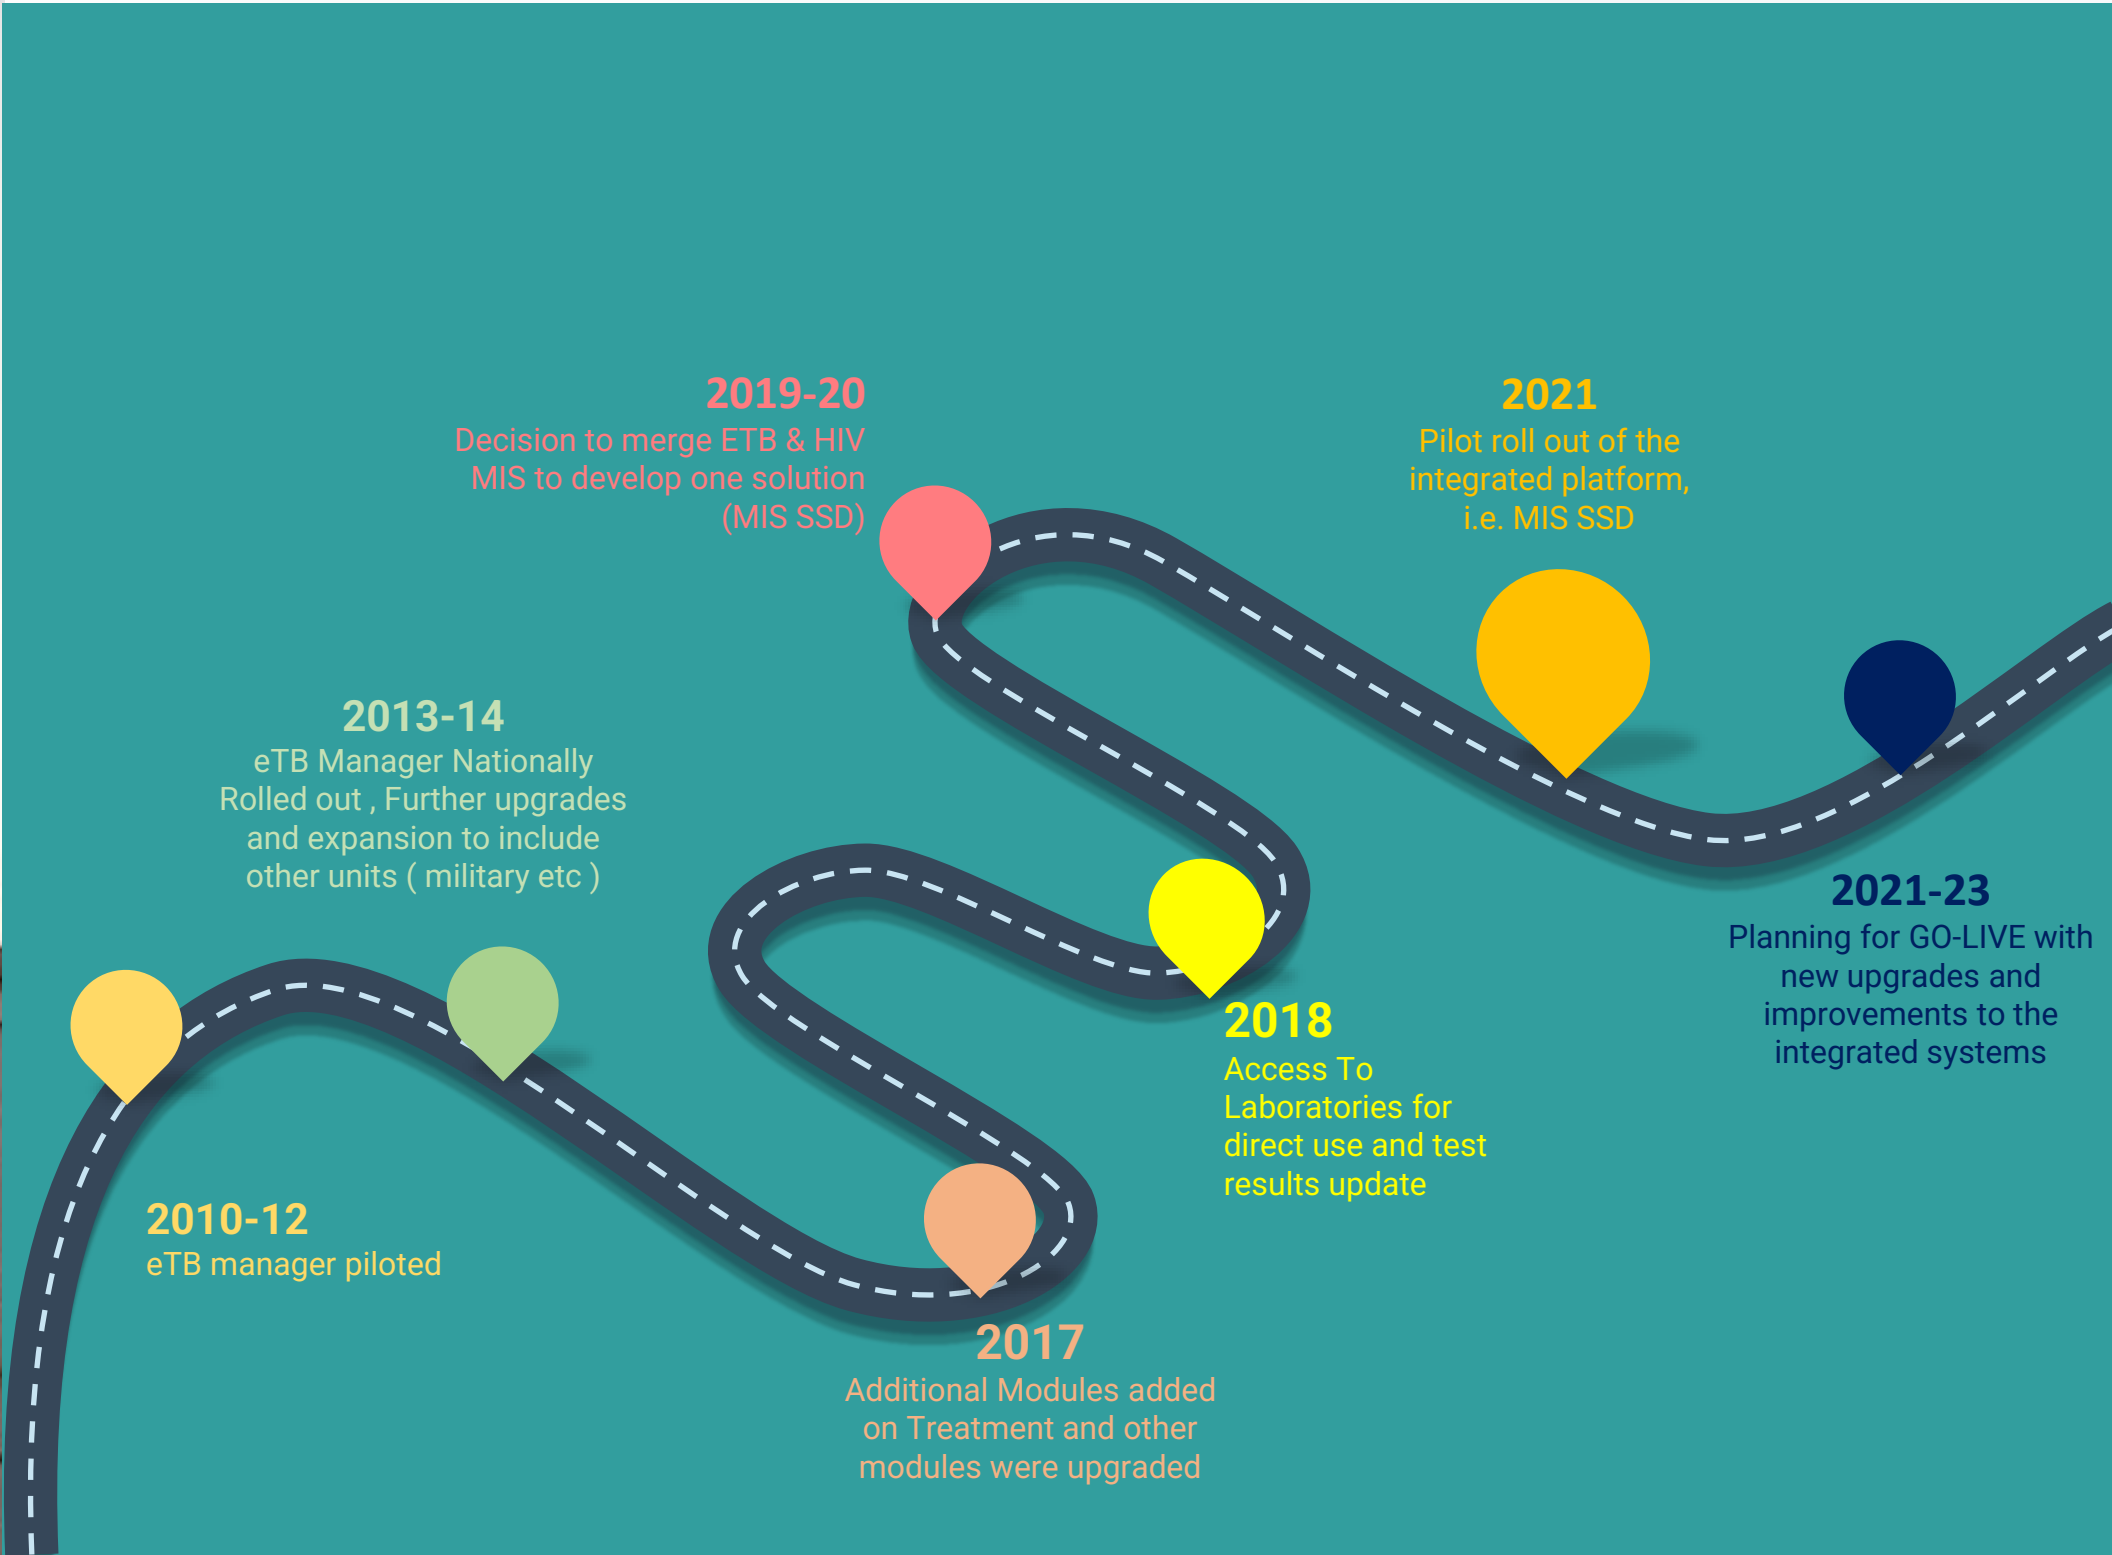 2019-20
Decision to merge ETB & HIV
MIS to develop one solution
(MIS SSD)
2021
Pilot roll out of the
integrated platform,
i.e. MIS SSD
2013-14
eTB Manager Nationally
Rolled out , Further upgrades
and expansion to include
other units ( military etc )
2021-23
Planning for GO-LIVE with
new upgrades and
improvements to the
integrated systems
2018
Access To
Laboratories for
direct use and test
results update
2010-12
eTB manager piloted
2017
Additional Modules added
on Treatment and other
modules were upgraded